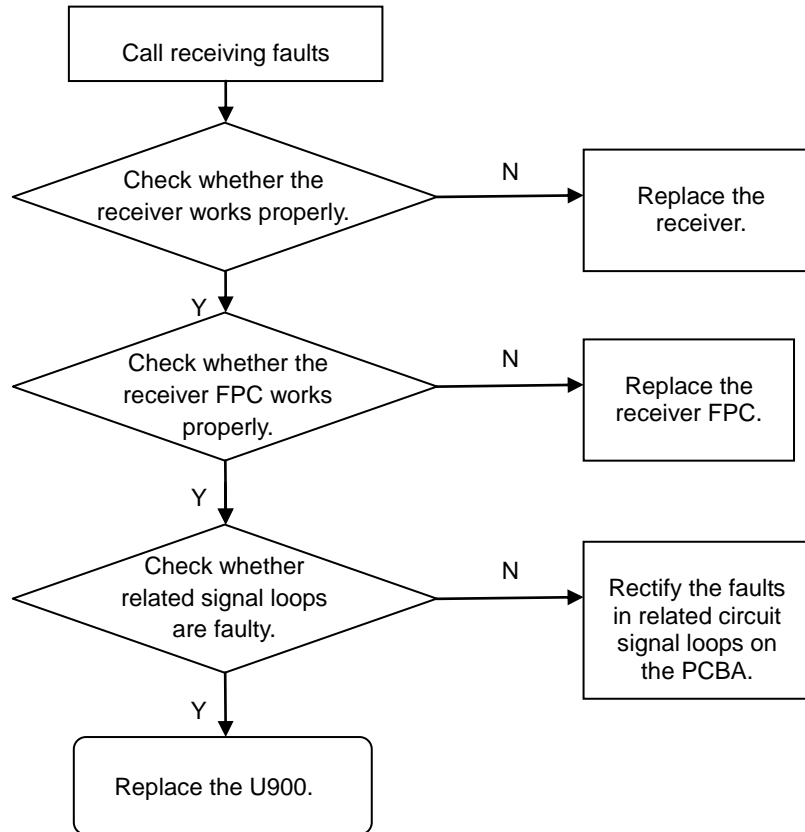 Call receiving faults
Check whether the
receiver works properly.
N
Replace the
receiver.
Y
Check whether the
receiver FPC works
properly.
N
Replace the
receiver FPC.
Y
Check whether
related signal loops
are faulty.
N
Rectify the faults
in related circuit
signal loops on
the PCBA.
Y
Replace the U900.